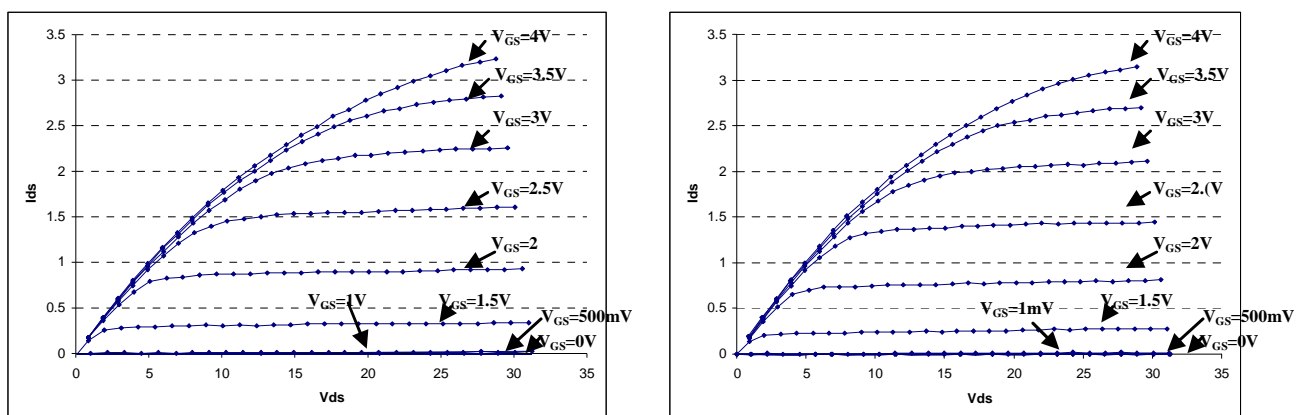 3.5
3
2.5
2
1.5
1
0.5
0
Ids
0 5 10 15 20 25 30 35
Vds
VGS=4V
VGS=3.5V
VGS=3V
VGS=2.5V
VGS=2
VGS=1V
VGS=1.5V
VGS=500mV
VGS=0V
3.5
3
2.5
2
1.5
1
0.5
0
Ids
0 5 10 15 20 25 30 35
Vds
VGS=4V
VGS=3.5V
VGS=3V
VGS=2.(V
VGS=2V
VGS=1mV
VGS=1.5V
VGS=500mV
VGS=0V